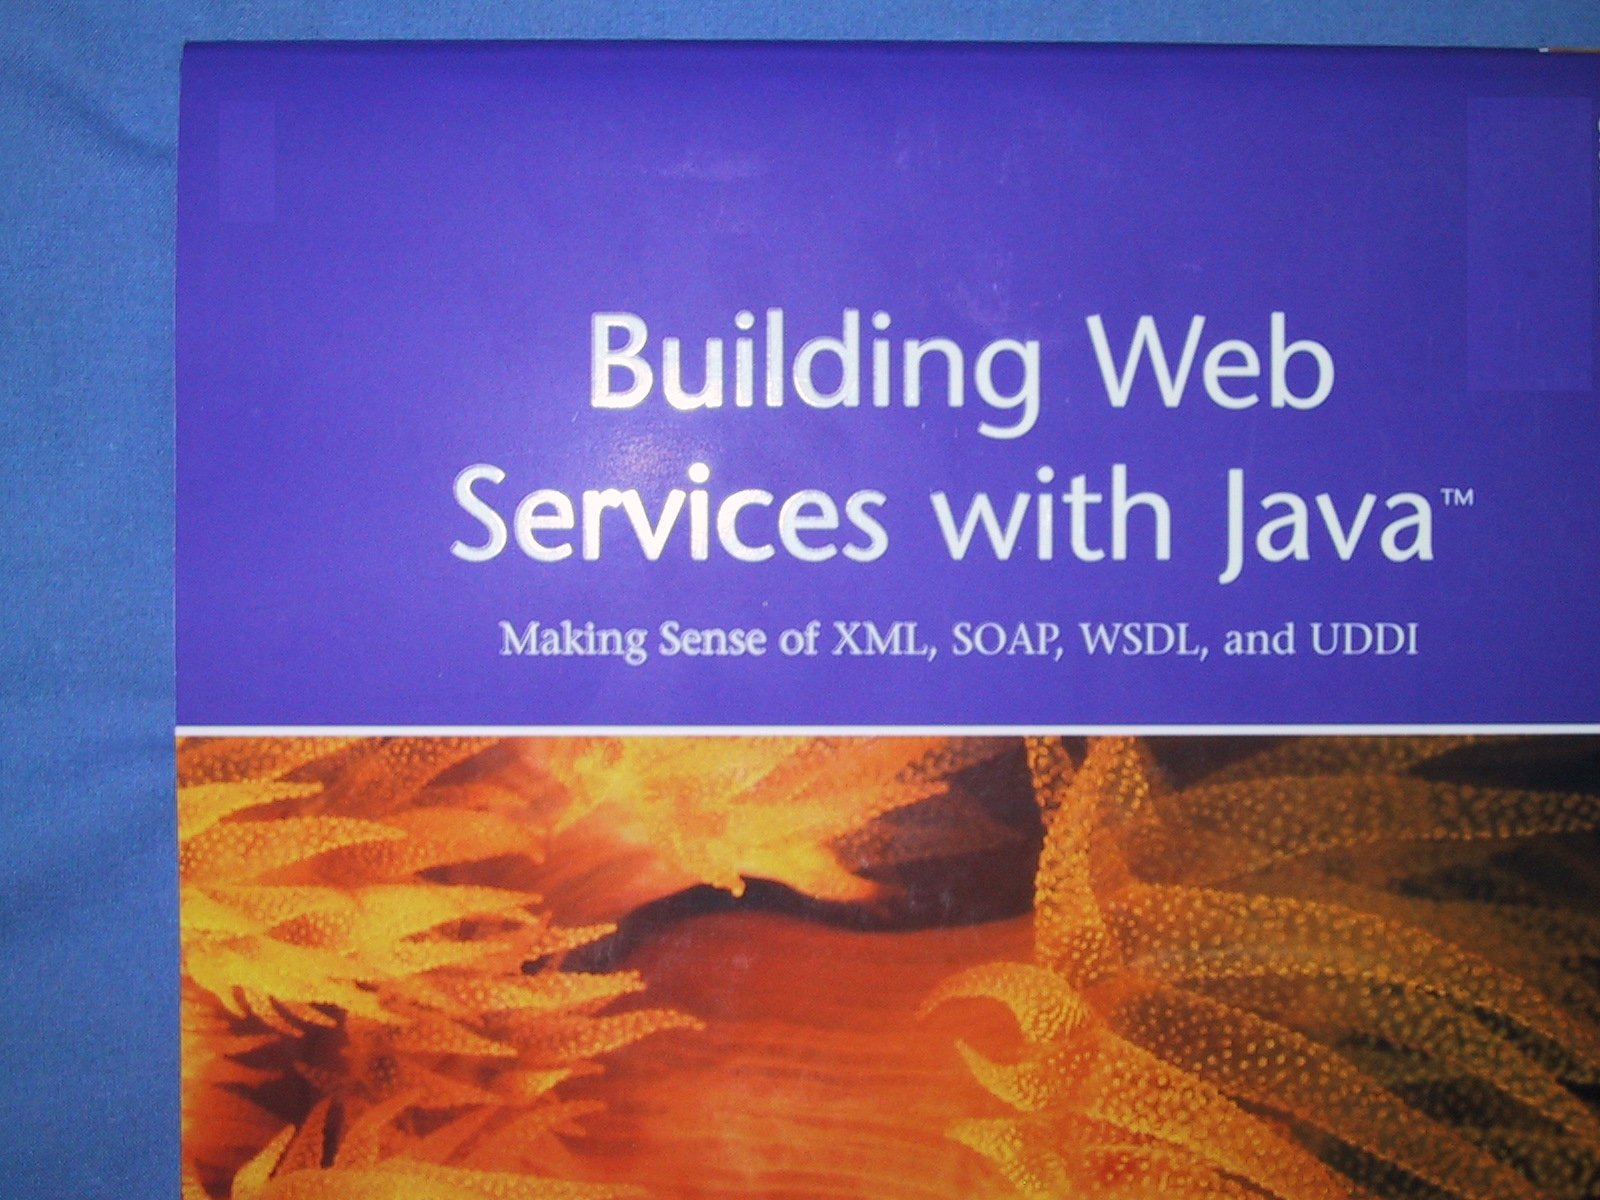 Building Web
Services with Java™
Making Sense of XML, SOAP, WSDL, and UDDI